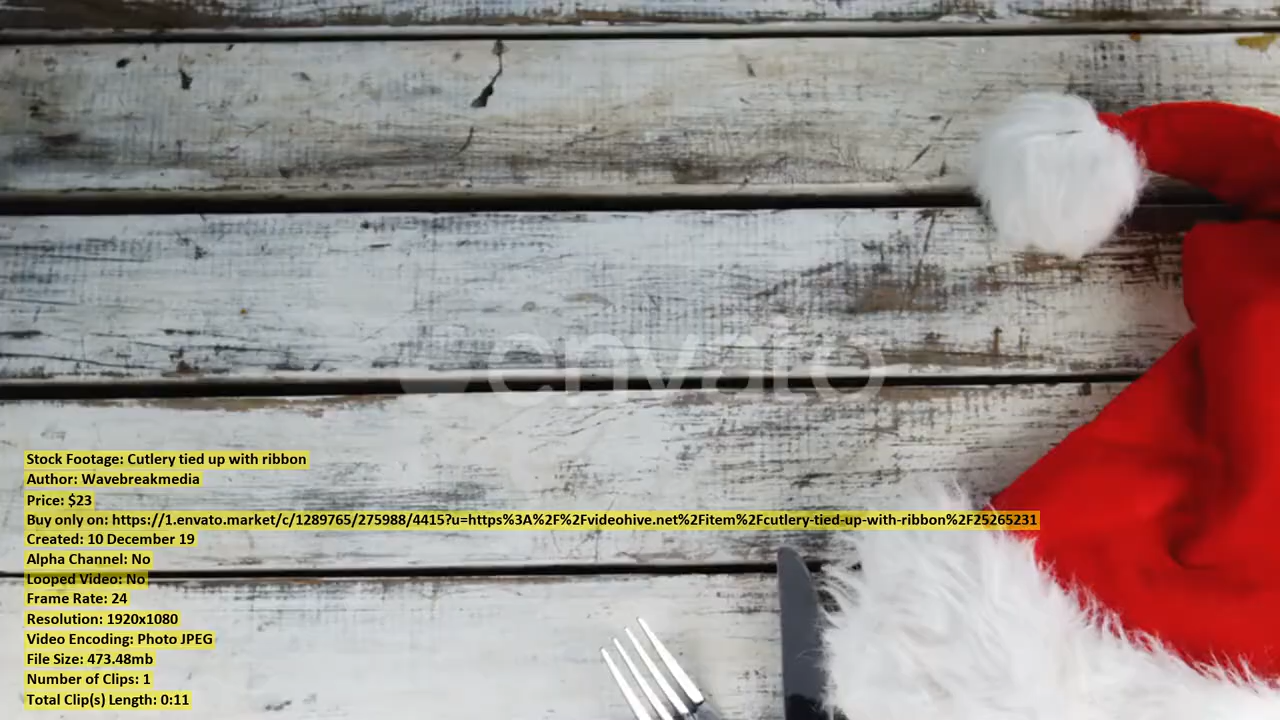 envato
Stock Footage: Cutlery tied up with ribbon
Author: Wavebreakmedia
Price: $23
Buy only on: https://1.envato.market/c/1289765/275988/4415?u=https%3A%2F%2Fvideohive.net%2Fitem%2Fcutlery-tied-up-with-ribbon%2F25265231
Created: 10 December 19
Alpha Channel: No
Looped Video: No
Frame Rate: 24
Resolution: 1920x1080
Video Encoding: Photo JPEG
File Size: 473.48mb
Number of Clips: 1
Total Clip(s) Length: 0:11